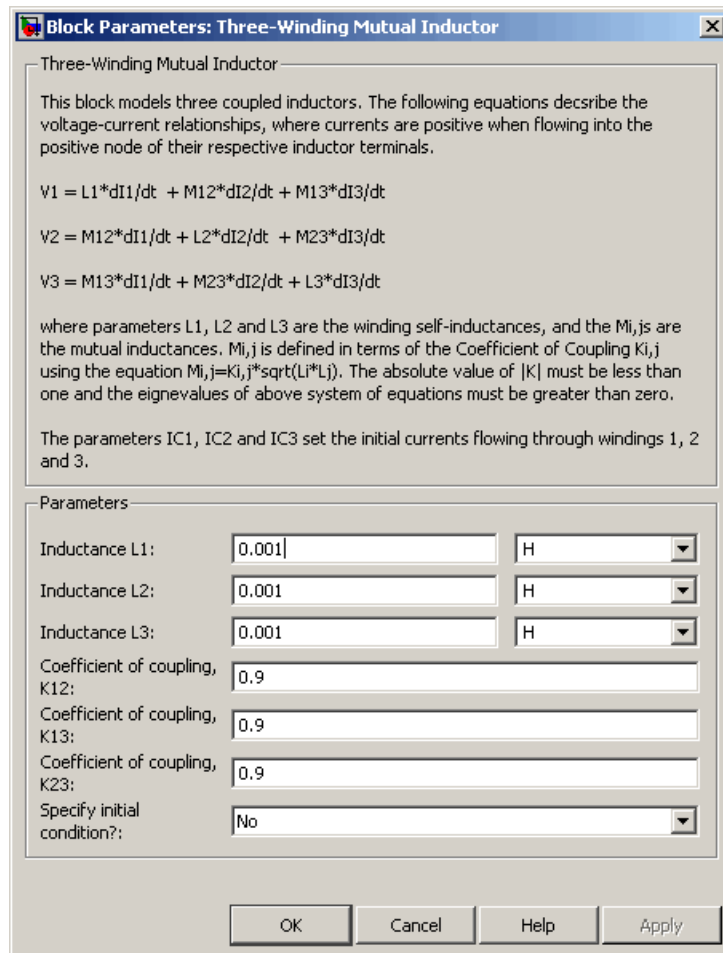 Block Parameters: Three-Winding Mutual Inductor
Three-Winding Mutual Inductor
This block models three coupled inductors. The following equations decsribe the
voltage-current relationships, where currents are positive when flowing into the
positive node of their respective inductor terminals.
V1 = L1*dI1/dt + M12*dI2/dt + M13*dI3/dt
V2 = M12*dI1/dt + L2*dI2/dt + M23*dI3/dt
V3 = M13*dI1/dt + M23*dI2/dt + L3*dI3/dt
where parameters L1, L2 and L3 are the winding self-inductances, and the Mi,js are
the mutual inductances. Mi,j is defined in terms of the Coefficient of Coupling Ki,j
using the equation Mi,j=Ki,j*sqrt(Li*Lj). The absolute value of |K| must be less than
one and the eignevalues of above system of equations must be greater than zero.
The parameters IC1, IC2 and IC3 set the initial currents flowing through windings 1, 2
and 3.
Parameters
Inductance L1: 0.001 H
Inductance L2: 0.001 H
Inductance L3: 0.001 H
Coefficient of coupling,
K12: 0.9
Coefficient of coupling,
K13: 0.9
Coefficient of coupling,
K23: 0.9
Specify initial
condition?: No
OK Cancel Help Apply